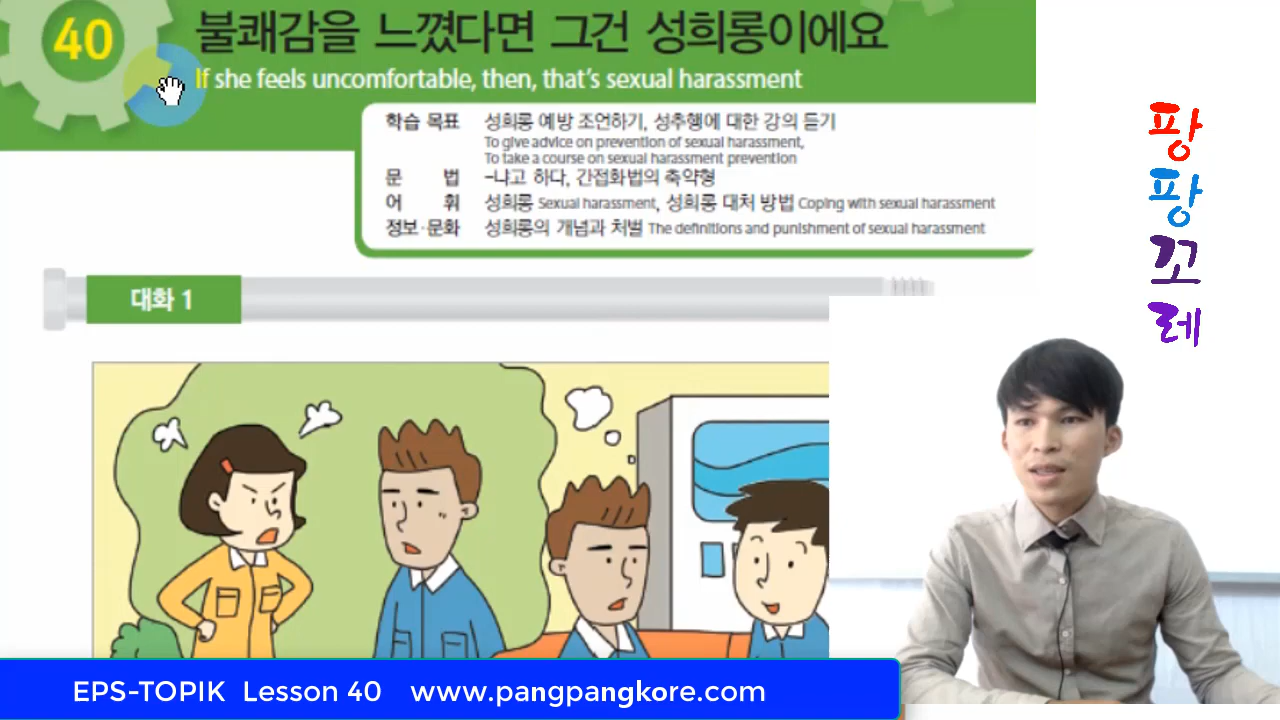 40
불쾌감을 느꼈다면 그건 성희롱이에요
If she feels uncomfortable, then, that's sexual harassment
학습 목표 성희롱 예방 조언하기, 성추행에 대한 강의 듣기
To give advice on prevention of sexual harassment,
To take a course on sexual harassment prevention
문 법 -냐고 하다, 간접화법의 축약형
어 휘 성희롱 Sexual harassment, 성희롱 대처 방법 Coping with sexual harassment
정보·문화 성희롱의 개념과 처벌 The definitions and punishment of sexual harassment
대화 1
팡
팡
꼬
레
EPS-TOPIK Lesson 40 www.pangpangkore.com